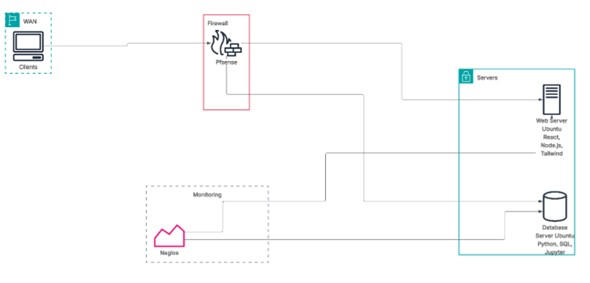 WAN
Clients
Firewall
Pfsense
Servers
Web Server
Ubuntu
React,
Node.js,
Tailwind
Monitoring
Nagios
Database
Server Ubuntu
Python, SQL,
Jupyter